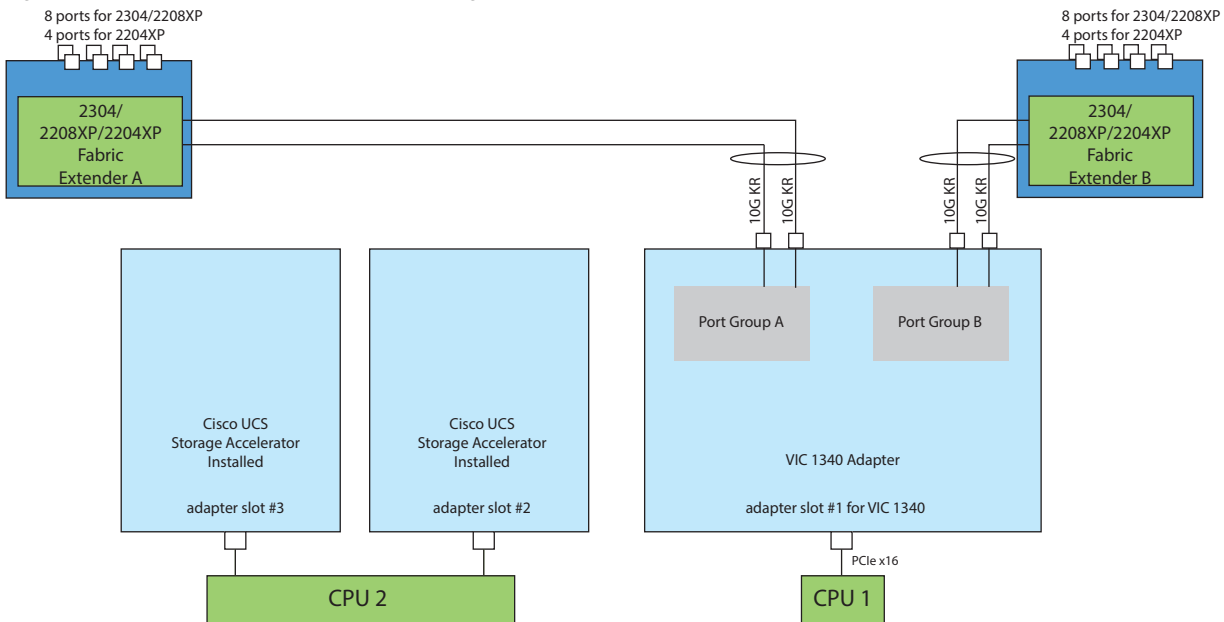 8 ports for 2304/2208XP
4 ports for 2204XP
8 ports for 2304/2208XP
4 ports for 2204XP
2304/
2208XP/2204XP
Fabric
Extender A
2304/
2208XP/2204XP
Fabric
Extender B
10G KR
10G KR
10G KR
10G KR
Port Group A
Port Group B
Cisco UCS
Storage Accelerator
Installed
adapter slot #3
Cisco UCS
Storage Accelerator
Installed
adapter slot #2
VIC 1340 Adapter
adapter slot #1 for VIC 1340
PCIe x16
CPU 2
CPU 1